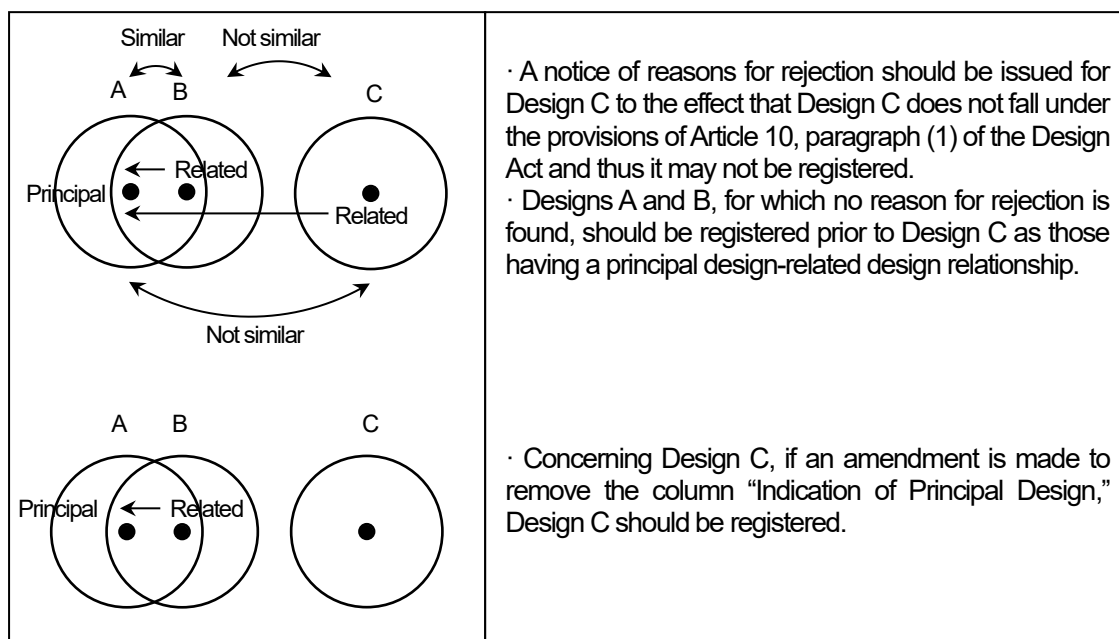 Similar
Not similar
A
B
C
Related
Principal
Related
Not similar
· A notice of reasons for rejection should be issued for
Design C to the effect that Design C does not fall under
the provisions of Article 10, paragraph (1) of the Design
Act and thus it may not be registered.
· Designs A and B, for which no reason for rejection is
found, should be registered prior to Design C as those
having a principal design-related design relationship.
A
B
C
Principal
Related
· Concerning Design C, if an amendment is made to
remove the column “Indication of Principal Design,”
Design C should be registered.